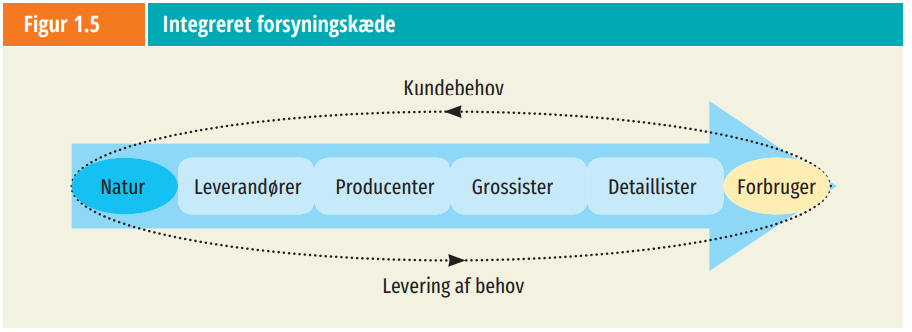 Figur 1.5
Integreret forsyningskæde
Kundebehov
Natur
Leverandører
Producenter
Grossister
Detaillister
Forbruger
Levering af behov